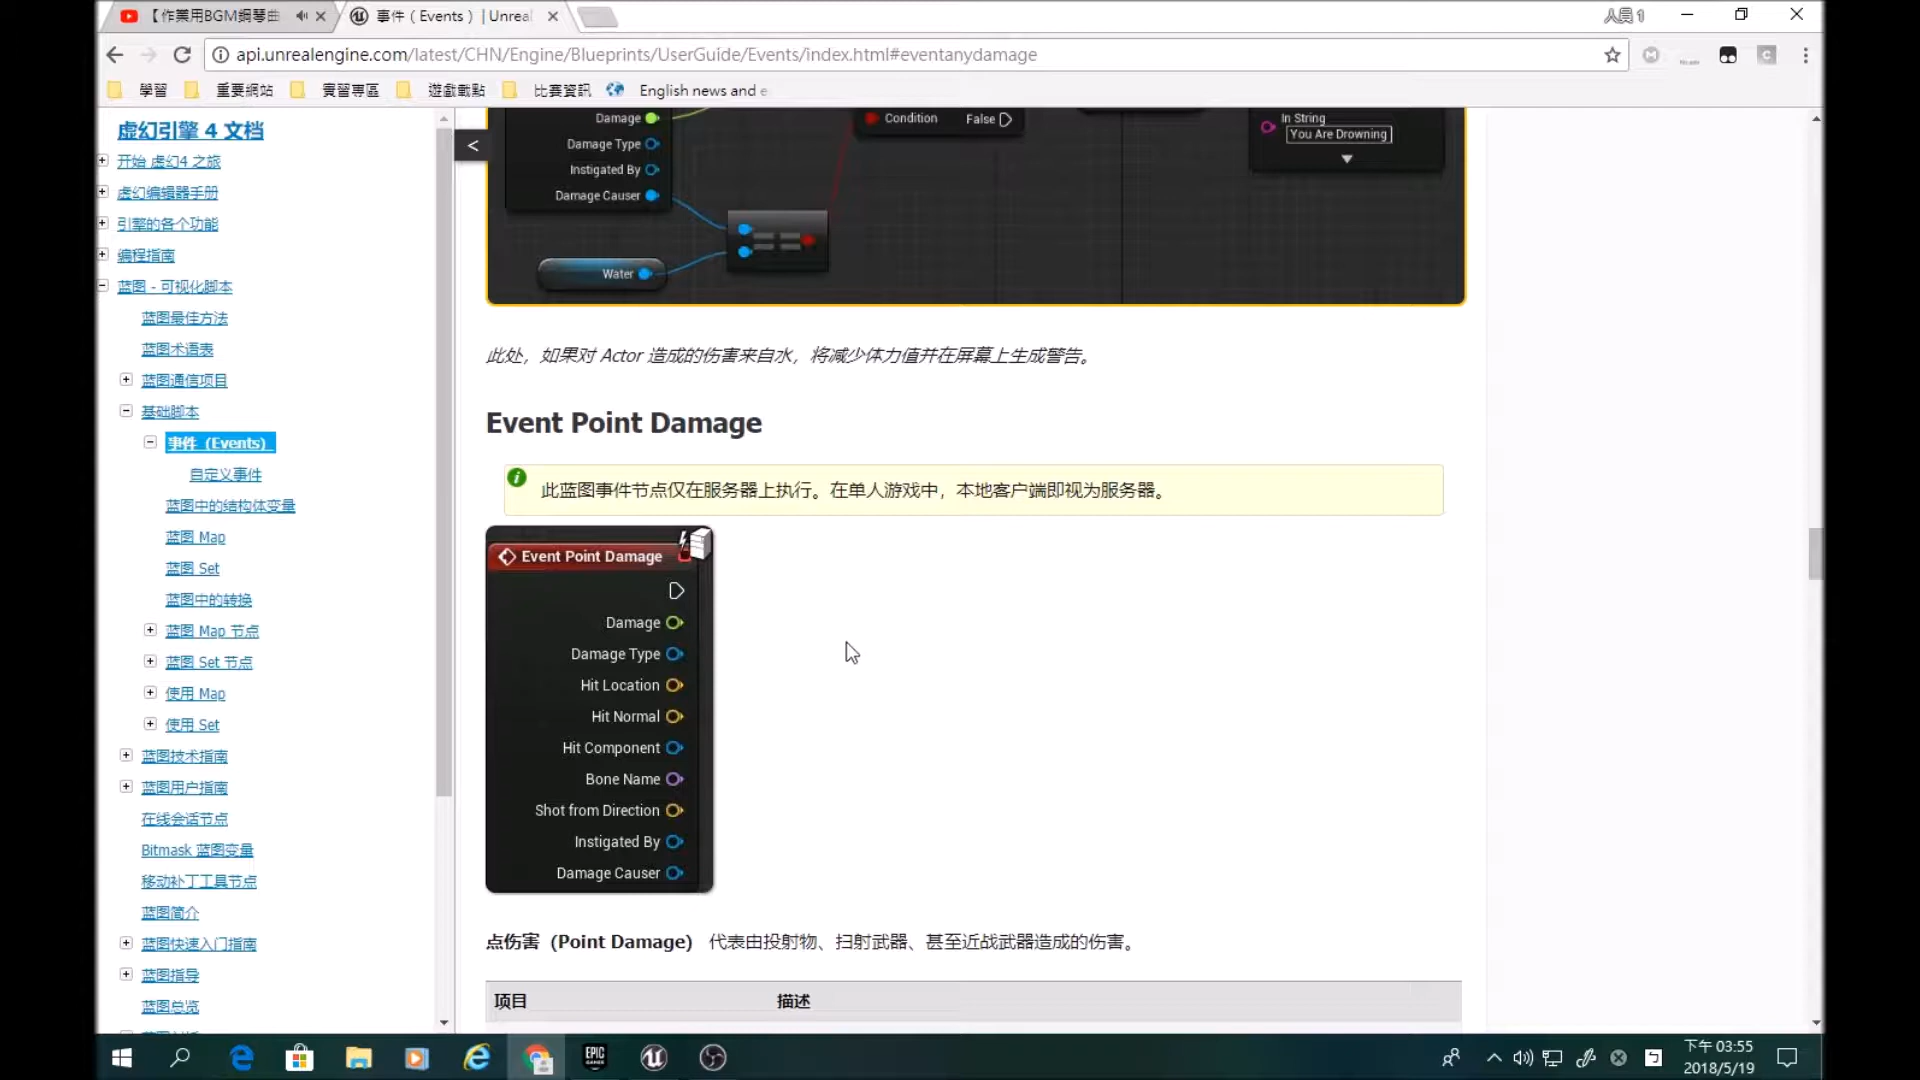 【作業用BGM鋼琴曲
事件（Events）| Unreal
人員 1
api.unrealengine.com/latest/CHN/Engine/Blueprints/UserGuide/Events/index.html#eventanydamage
學習
重要網站
實習專區
遊戲載點
比賽資訊
English news and e
虚幻引擎 4 文档
开始 虚幻4 之旅
虚幻编辑器手册
引擎的各个功能
编程指南
蓝图 - 可视化脚本
蓝图最佳方法
蓝图术语表
蓝图通信项目
基础脚本
事件（Events）
自定义事件
蓝图中的结构体变量
蓝图 Map
蓝图 Set
蓝图中的转换
蓝图 Map 节点
蓝图 Set 节点
使用 Map
使用 Set
蓝图技术指南
蓝图用户指南
在线会话节点
Bitmask 蓝图变量
移动补丁工具节点
蓝图简介
蓝图快速入门指南
蓝图指导
蓝图总览
<
Damage
Damage Type
Instigated By
Damage Causer
Water
Condition
False
In String
You Are Drowning
此处，如果对 Actor 造成的伤害来自水，将减少体力值并在屏幕上生成警告。
Event Point Damage
此蓝图事件节点仅在服务器上执行。在单人游戏中，本地客户端即视为服务器。
Event Point Damage
Damage
Damage Type
Hit Location
Hit Normal
Hit Component
Bone Name
Shot from Direction
Instigated By
Damage Causer
点伤害（Point Damage） 代表由投射物、扫射武器、甚至近战武器造成的伤害。
项目
描述
EPIC
GAMES
下午 03:55
2018/5/19